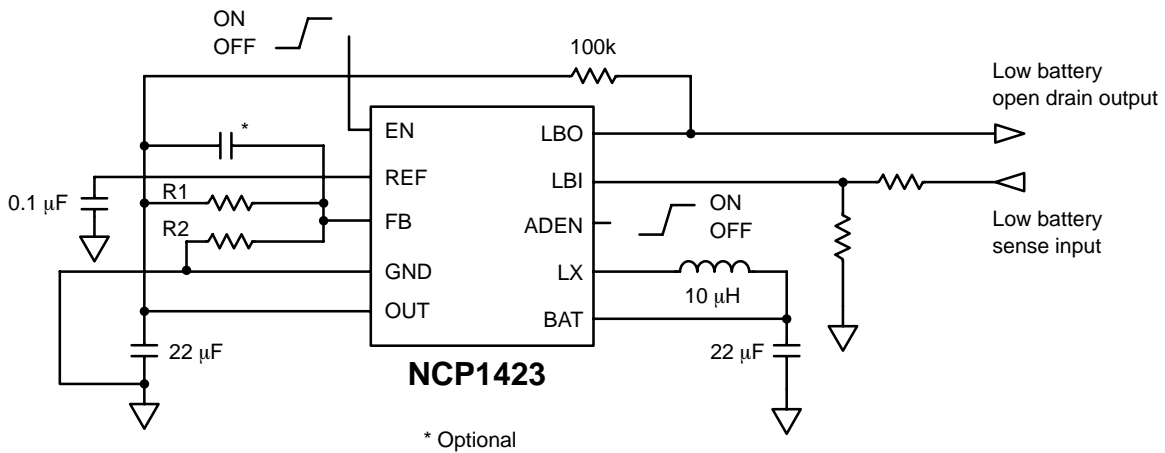 ON
OFF
100k
Low battery
open drain output
*
EN
LBO
REF
LBI
0.1 μF
R1
FB
ADEN
ON
OFF
R2
Low battery
sense input
GND
LX
10 μH
OUT
BAT
22 μF
22 μF
NCP1423
* Optional